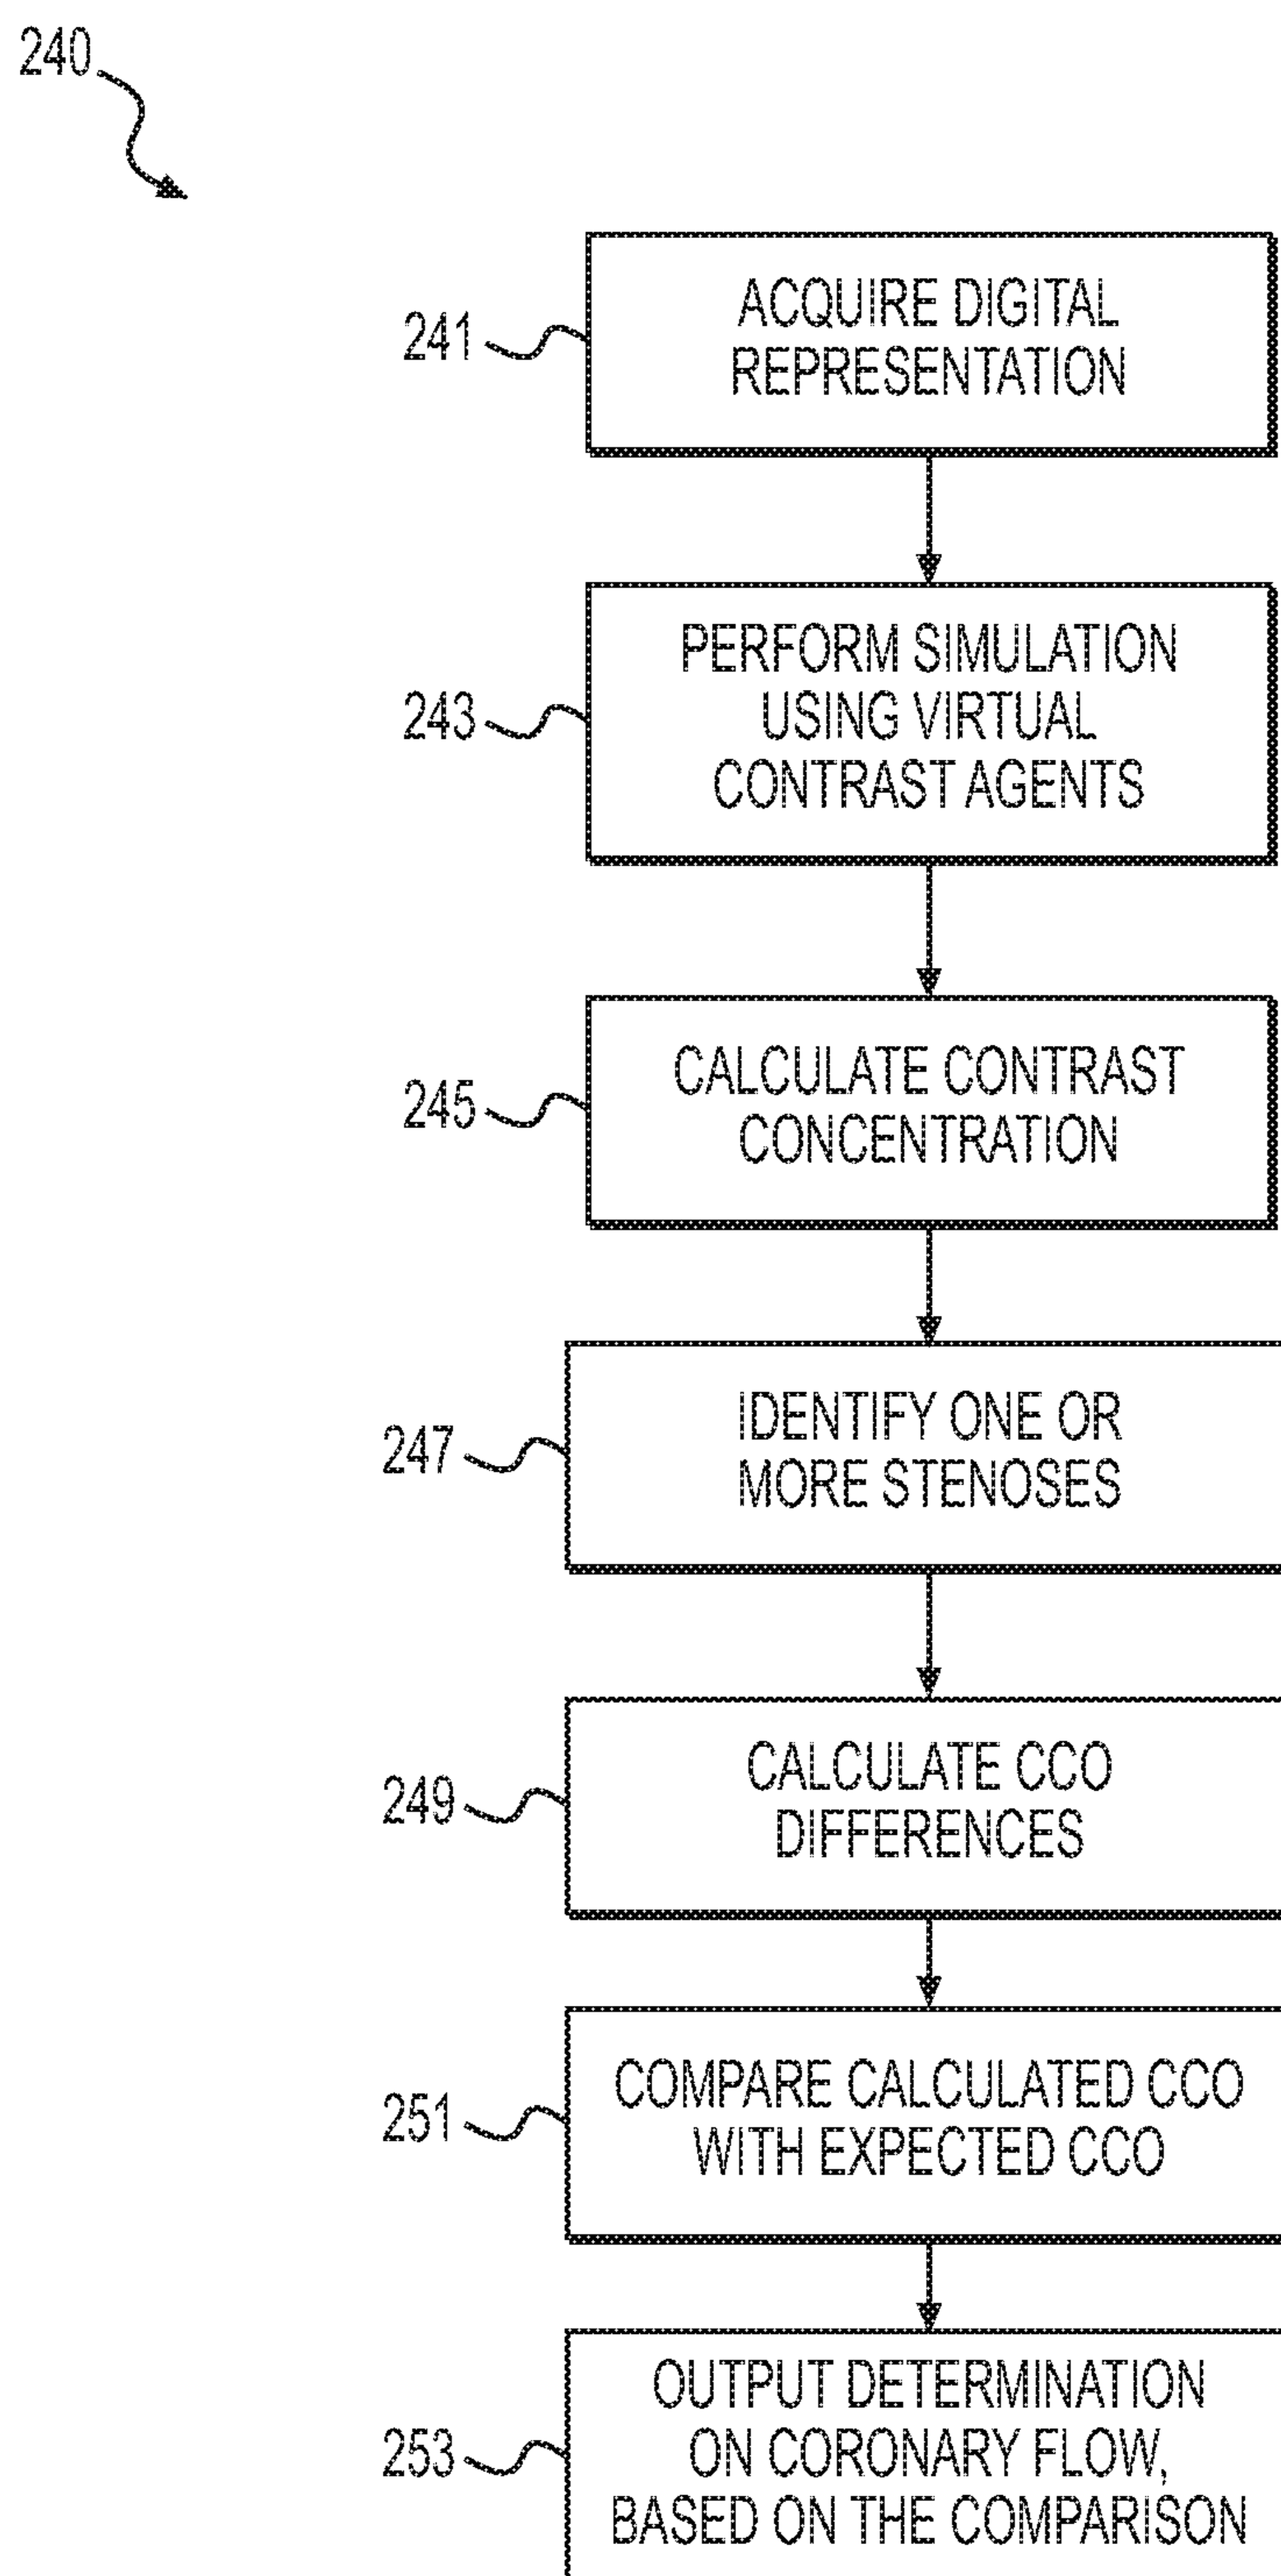 240
241
ACQUIRE DIGITAL
REPRESENTATION
243
PERFORM SIMULATION
USING VIRTUAL
CONTRAST AGENTS
245
CALCULATE CONTRAST
CONCENTRATION
247
IDENTIFY ONE OR
MORE STENOSES
249
CALCULATE CCO
DIFFERENCES
251
COMPARE CALCULATED CCO
WITH EXPECTED CCO
253
OUTPUT DETERMINATION
ON CORONARY FLOW,
BASED ON THE COMPARISON